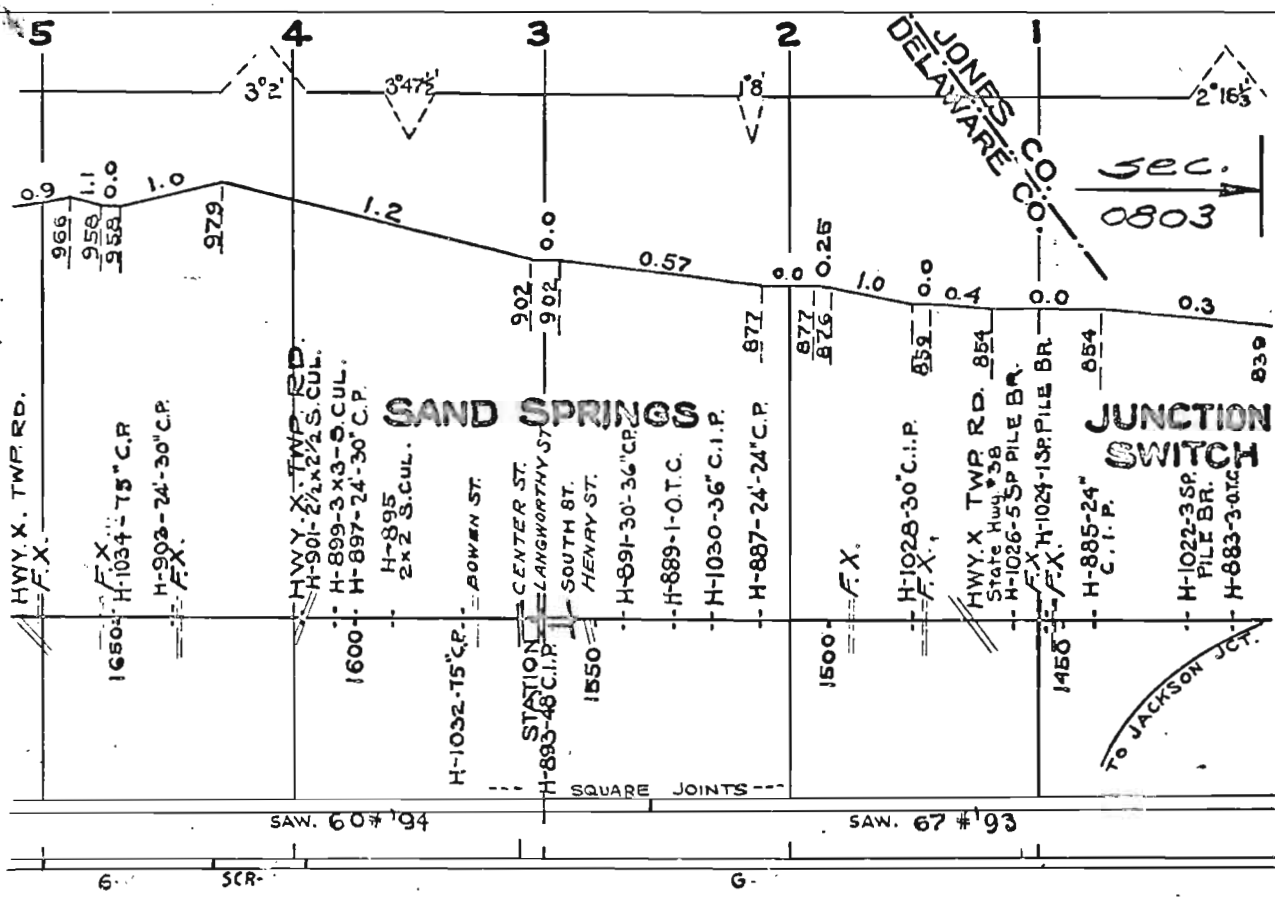 5
4
3
2
1
3°2'
3°47½'
1°8'
2°16⅓'
JONES CO.
DELAWARE CO.
SEC.
0803
0.9
1.1
0.0
1.0
1.2
0.0
0.57
0.0
0.25
1.0
0.0
0.4
0.0
0.3
966
958
958
979
902
902
877
877
876
859
854
854
839
SAND SPRINGS
JUNCTION
SWITCH
HWY. X. TWP. RD.
F.X.
F.X.
1650
H-1034-75" C.P.
H-903-24'-30" C.P.
F.X.
HWY. X. TWP. RD.
H-901-2½x2½ S.CUL.
H-899-3x3-S.CUL.
H-897-24'-30" C.P.
1600
H-895
2x2 S.CUL.
H-1032-75" C.P.
BOWEN ST.
CENTER ST.
STATION
LANGWORTHY ST
H-893-48 C.I.P.
SOUTH ST.
HENRY ST.
1550
H-891-30'-36" C.P.
H-889-1-O.T.C.
H-1030-36" C.I.P.
H-887-24'-24" C.P.
1500
F.X.
H-1028-30" C.I.P.
F.X.
HWY. X TWP. RD.
State Hwy. #38
H-1026-5 SP PILE BR.
F.X.
H-1024-1 SP. PILE BR
F.X.
1450
H-885-24"
C.I.P.
H-1022-3 SP.
PILE BR.
H-883-3-O.T.C.
TO JACKSON JCT.
--- SQUARE JOINTS ---
SAW. 60# '94
SAW. 67 # '93
G.
SCR-
G.